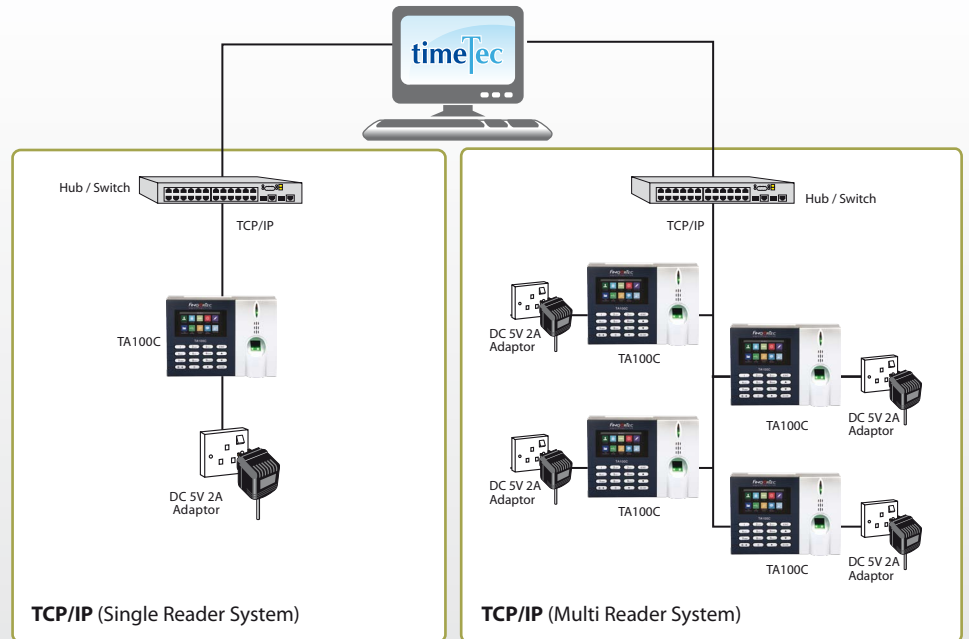 timeTec
Hub / Switch
TCP/IP
TA100C
DC 5V 2A
Adaptor
TCP/IP (Single Reader System)
Hub / Switch
TCP/IP
FingerTec
TA100C
DC 5V 2A
Adaptor
TA100C
DC 5V 2A
Adaptor
TA100C
DC 5V 2A
Adaptor
TA100C
DC 5V 2A
Adaptor
TCP/IP (Multi Reader System)